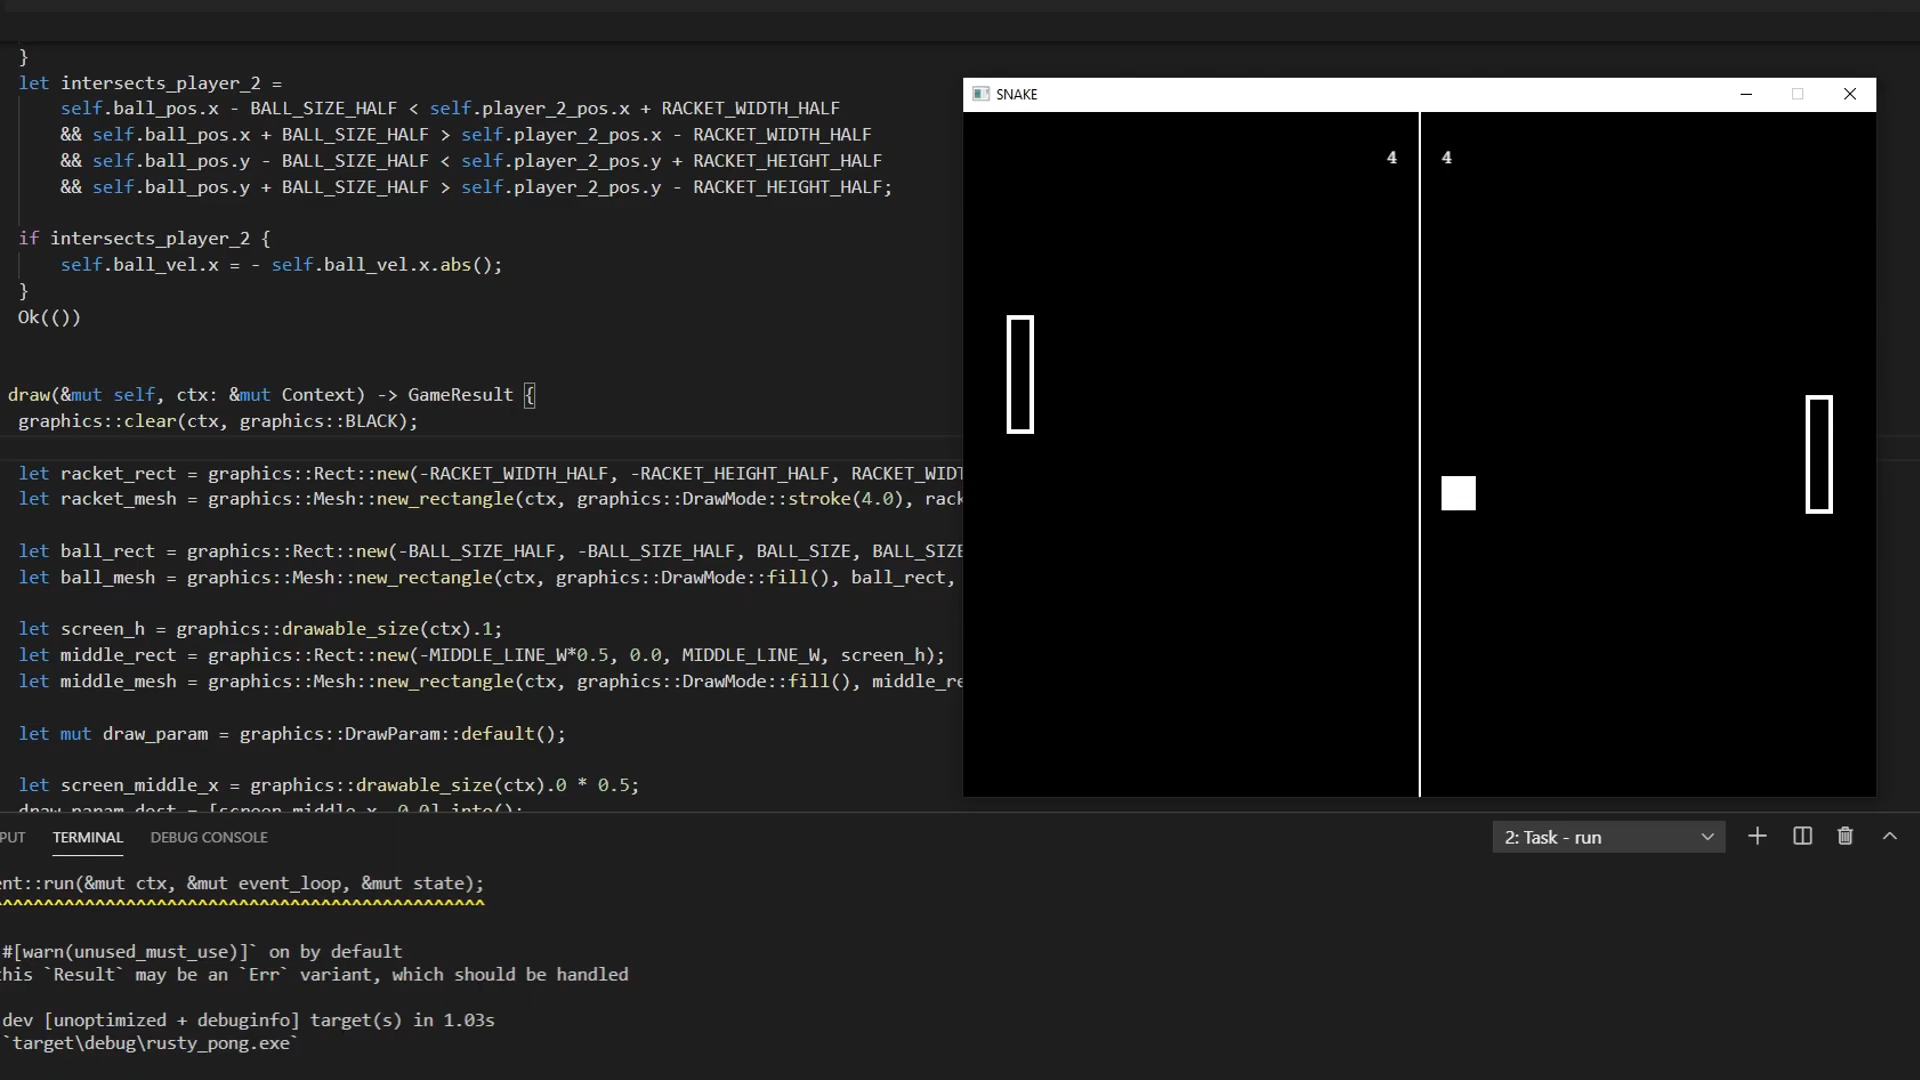 }
let intersects_player_2 =
self.ball_pos.x - BALL_SIZE_HALF < self.player_2_pos.x + RACKET_WIDTH_HALF
&& self.ball_pos.x + BALL_SIZE_HALF > self.player_2_pos.x - RACKET_WIDTH_HALF
&& self.ball_pos.y - BALL_SIZE_HALF < self.player_2_pos.y + RACKET_HEIGHT_HALF
&& self.ball_pos.y + BALL_SIZE_HALF > self.player_2_pos.y - RACKET_HEIGHT_HALF;
if intersects_player_2 {
self.ball_vel.x = - self.ball_vel.x.abs();
}
Ok(())
draw(&mut self, ctx: &mut Context) -> GameResult {
graphics::clear(ctx, graphics::BLACK);
let racket_rect = graphics::Rect::new(-RACKET_WIDTH_HALF, -RACKET_HEIGHT_HALF, RACKET_WIDT
let racket_mesh = graphics::Mesh::new_rectangle(ctx, graphics::DrawMode::stroke(4.0), rack
let ball_rect = graphics::Rect::new(-BALL_SIZE_HALF, -BALL_SIZE_HALF, BALL_SIZE, BALL_SIZE
let ball_mesh = graphics::Mesh::new_rectangle(ctx, graphics::DrawMode::fill(), ball_rect,
let screen_h = graphics::drawable_size(ctx).1;
let middle_rect = graphics::Rect::new(-MIDDLE_LINE_W*0.5, 0.0, MIDDLE_LINE_W, screen_h);
let middle_mesh = graphics::Mesh::new_rectangle(ctx, graphics::DrawMode::fill(), middle_re
let mut draw_param = graphics::DrawParam::default();
let screen_middle_x = graphics::drawable_size(ctx).0 * 0.5;
draw_param.dest = [screen_middle_x, 0.0].into();
SNAKE
4 4
PUT TERMINAL DEBUG CONSOLE
2: Task - run
ent::run(&mut ctx, &mut event_loop, &mut state);
^^^^^^^^^^^^^^^^^^^^^^^^^^^^^^^^^^^^^^^^^^^^^^^
#[warn(unused_must_use)]` on by default
this `Result` may be an `Err` variant, which should be handled
dev [unoptimized + debuginfo] target(s) in 1.03s
`target\debug\rusty_pong.exe`